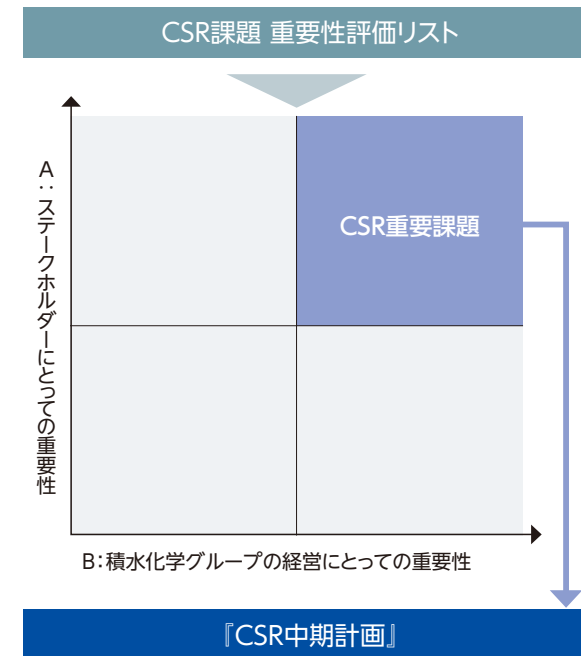 CSR課題 重要性評価リスト
A：ステークホルダーにとっての重要性
CSR重要課題
B：積水化学グループの経営にとっての重要性
『CSR中期計画』